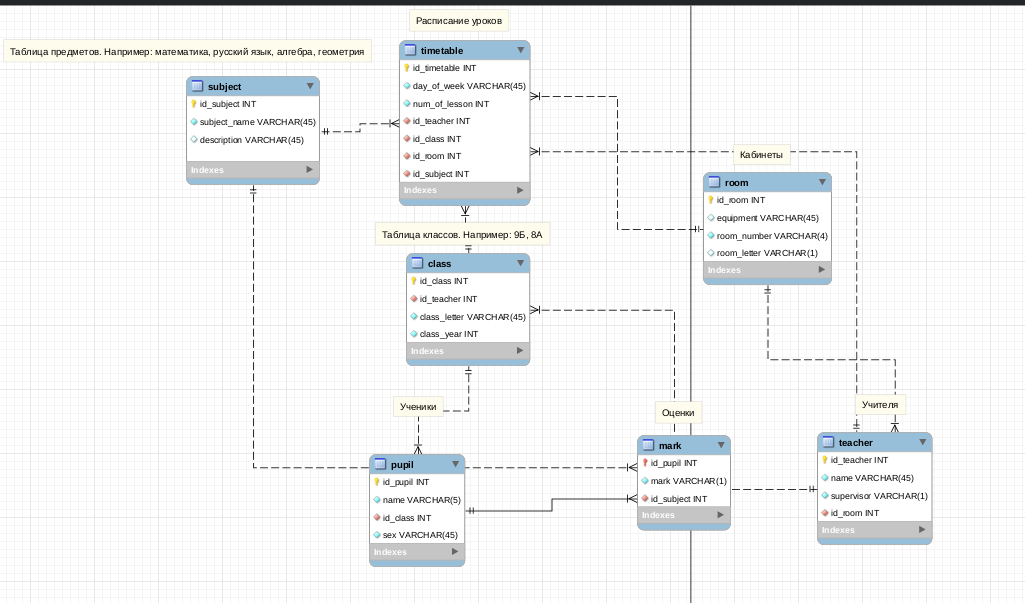 Расписание уроков
Таблица предметов. Например: математика, русский язык, алгебра, геометрия
timetable
id_timetable INT
day_of_week VARCHAR(45)
num_of_lesson INT
id_teacher INT
id_class INT
id_room INT
id_subject INT
Indexes
subject
id_subject INT
subject_name VARCHAR(45)
description VARCHAR(45)
Indexes
Кабинеты
room
id_room INT
equipment VARCHAR(45)
room_number VARCHAR(4)
room_letter VARCHAR(1)
Indexes
Таблица классов. Например: 9Б, 8А
class
id_class INT
id_teacher INT
class_letter VARCHAR(45)
class_year INT
Indexes
Ученики
pupil
id_pupil INT
name VARCHAR(5)
id_class INT
sex VARCHAR(45)
Indexes
Оценки
mark
id_pupil INT
mark VARCHAR(1)
id_subject INT
Indexes
Учителя
teacher
id_teacher INT
name VARCHAR(45)
supervisor VARCHAR(1)
id_room INT
Indexes